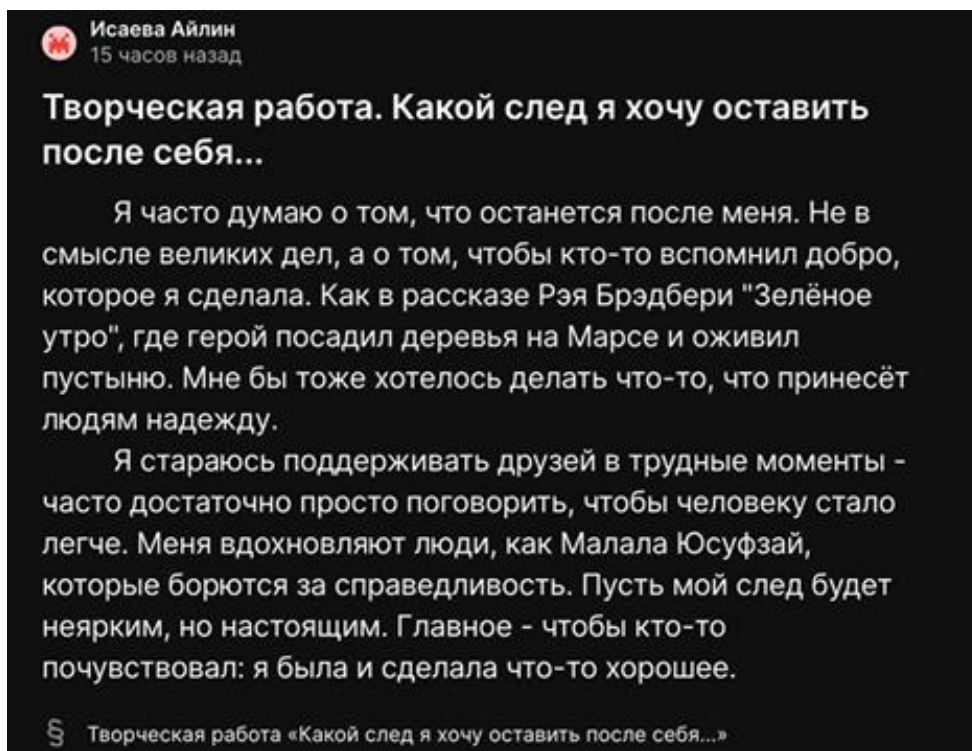 Исаева Айлин
15 часов назад
Творческая работа. Какой след я хочу оставить
после себя...
Я часто думаю о том, что останется после меня. Не в
смысле великих дел, а о том, чтобы кто-то вспомнил добро,
которое я сделала. Как в рассказе Рэя Брэдбери "Зелёное
утро", где герой посадил деревья на Марсе и оживил
пустыню. Мне бы тоже хотелось делать что-то, что принесёт
людям надежду.
Я стараюсь поддерживать друзей в трудные моменты -
часто достаточно просто поговорить, чтобы человеку стало
легче. Меня вдохновляют люди, как Малала Юсуфзай,
которые борются за справедливость. Пусть мой след будет
неярким, но настоящим. Главное - чтобы кто-то
почувствовал: я была и сделала что-то хорошее.
§ Творческая работа «Какой след я хочу оставить после себя...»